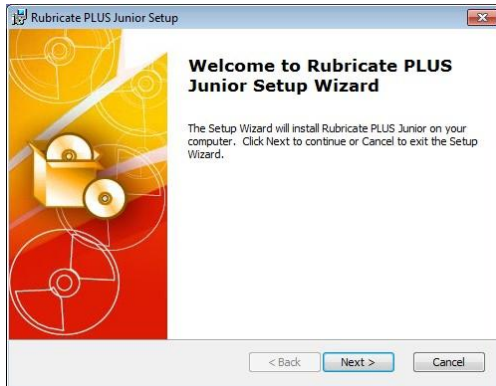 Rubricate PLUS Junior Setup
Welcome to Rubricate PLUS
Junior Setup Wizard
The Setup Wizard will install Rubricate PLUS Junior on your
computer. Click Next to continue or Cancel to exit the Setup
Wizard.
< Back Next > Cancel